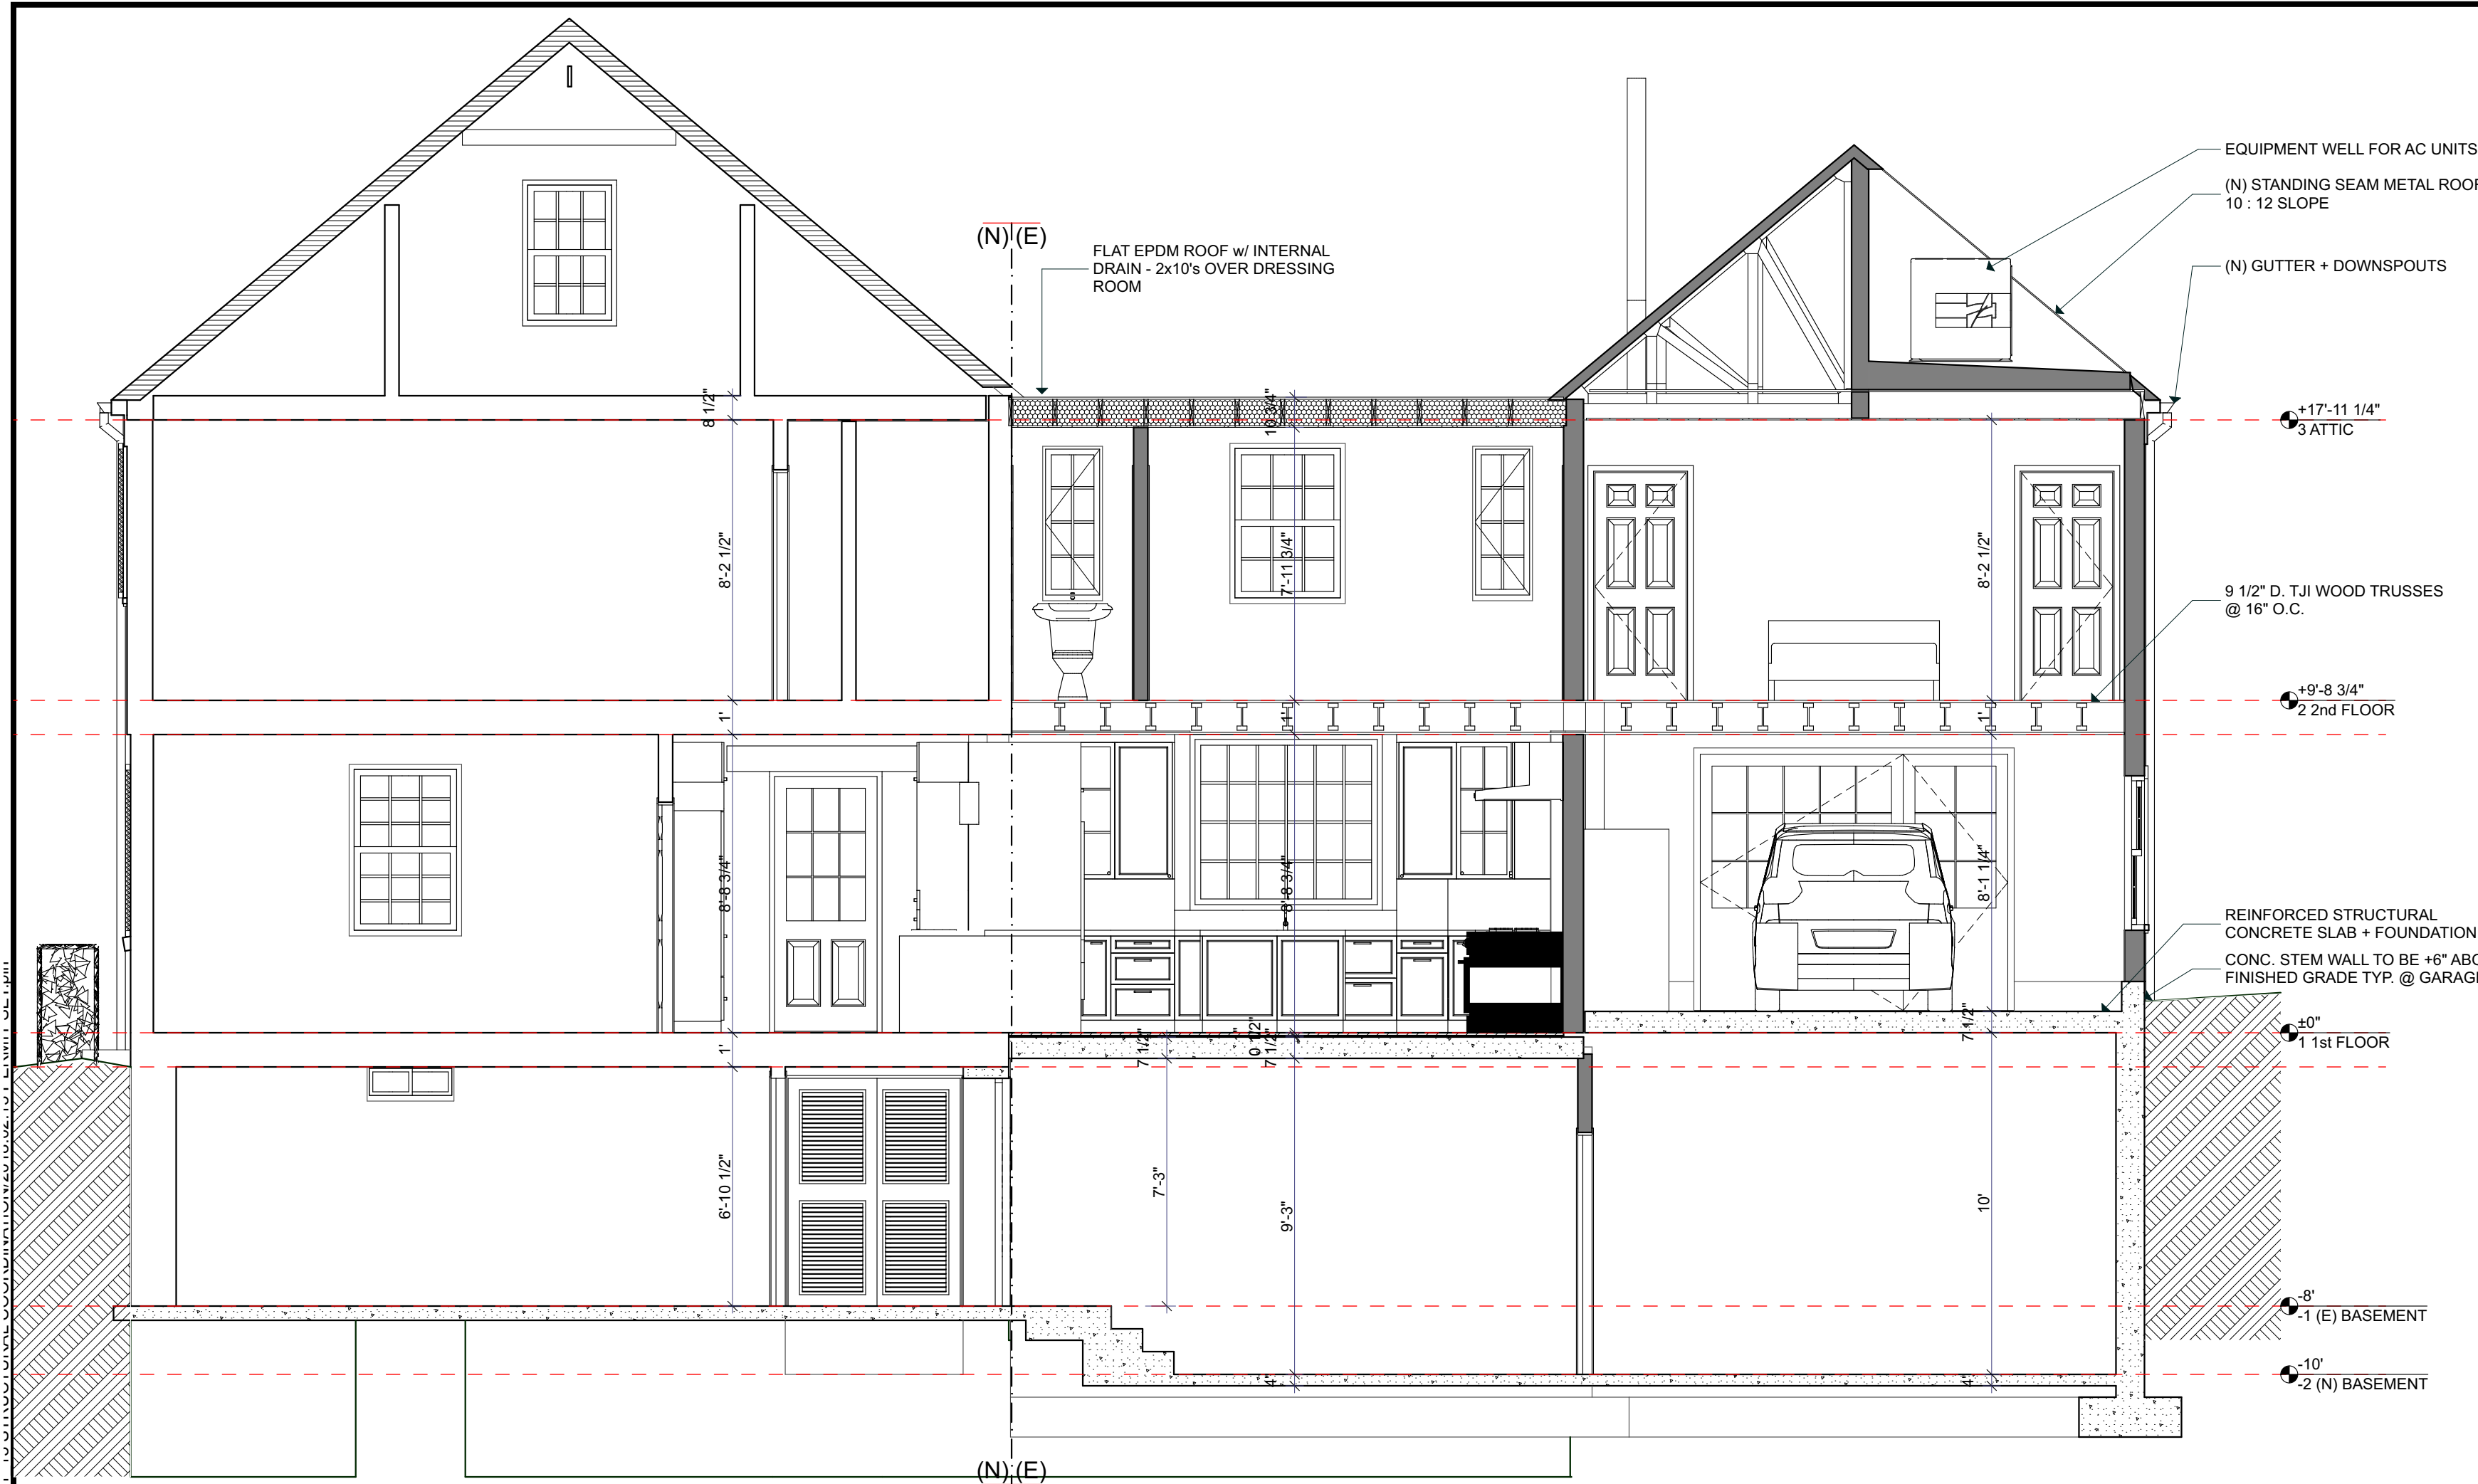 EQUIPMENT WELL FOR AC UNITS
(N) STANDING SEAM METAL ROOF
10 : 12 SLOPE
(N) (E)
FLAT EPDM ROOF w/ INTERNAL
DRAIN - 2x10's OVER DRESSING
ROOM
(N) GUTTER + DOWNSPOUTS
8 1/2"
10 3/4"
+17'-11 1/4"
3 ATTIC
8'-2 1/2"
7'-11 3/4"
8'-2 1/2"
9 1/2" D. TJI WOOD TRUSSES
@ 16" O.C.
+9'-8 3/4"
2 2nd FLOOR
1'
1'
1'
8'-8 3/4"
8'-8 3/4"
8'-1 1/4"
REINFORCED STRUCTURAL
CONCRETE SLAB + FOUNDATION
CONC. STEM WALL TO BE +6"
FINISHED GRADE TYP. @
±0"
1 1st FLOOR
1'
7 1/2"
7 1/2"
7 1/2"
6'-10 1/2"
7'-3"
9'-3"
10'
-8'
-1 (E) BASEMENT
4"
4"
-10'
-2 (N) BASEMENT
(N) (E)